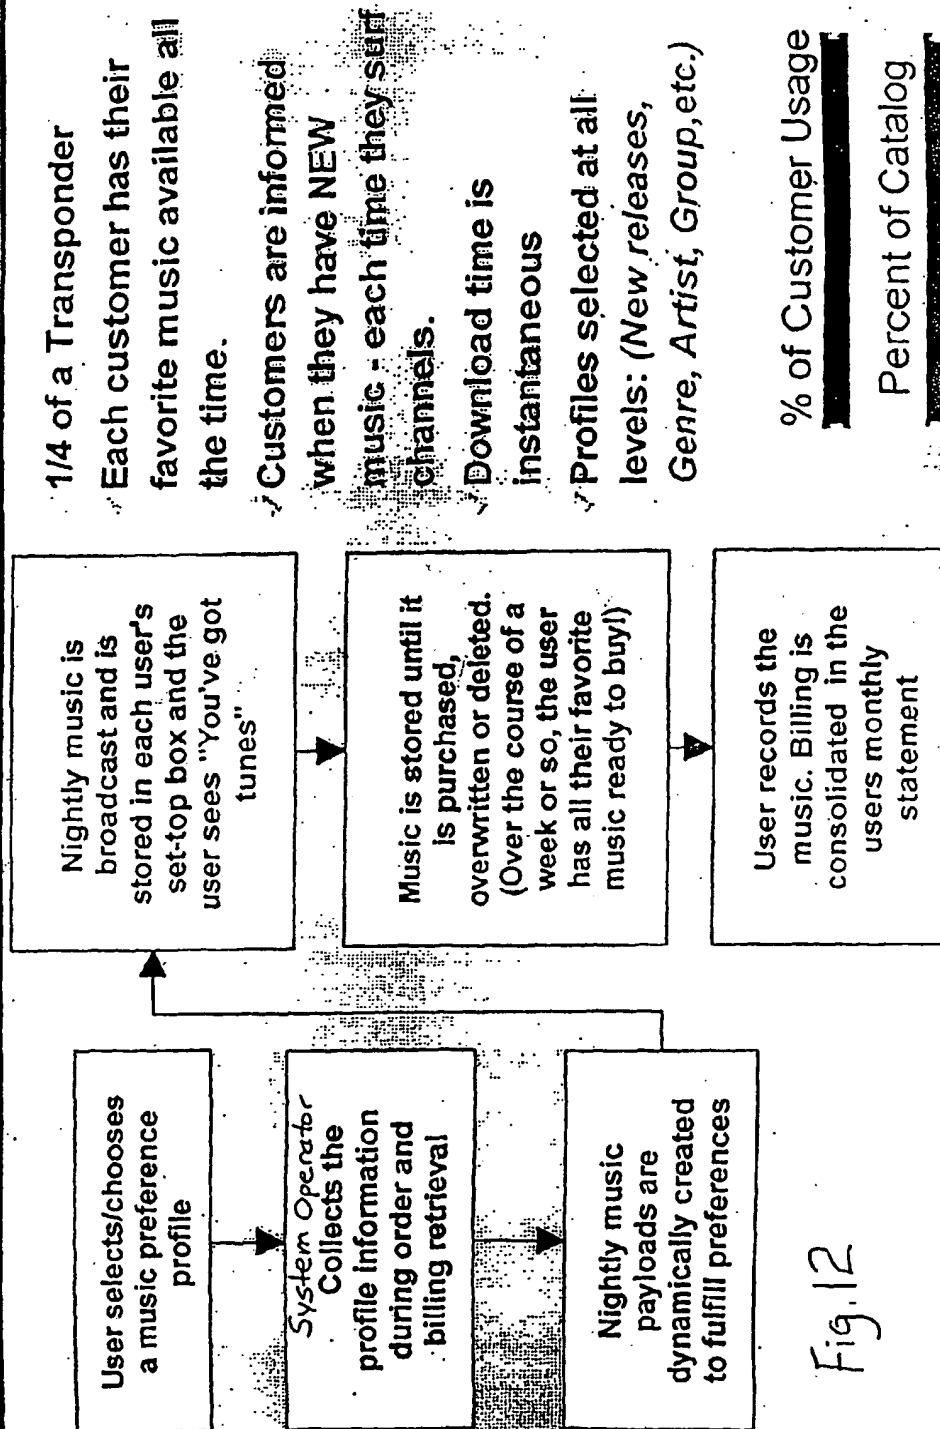 User selects/chooses
a music preference
profile
System Operator
Collects the
profile information
during order and
billing retrieval
Nightly music
payloads are
dynamically created
to fulfill preferences
Nightly music is
broadcast and is
stored in each user's
set-top box and the
user sees "You've got
tunes"
Music is stored until it
is purchased,
overwritten or deleted.
(Over the course of a
week or so, the user
has all their favorite
music ready to buy!)
User records the
music. Billing is
consolidated in the
users monthly
statement
1/4 of a Transponder
Each customer has their
favorite music available all
the time.
Customers are informed
when they have NEW
music - each time they surf
channels.
Download time is
instantaneous
Profiles selected at all
levels: (New releases,
Genre, Artist, Group, etc.)
% of Customer Usage
Percent of Catalog
Fig.12